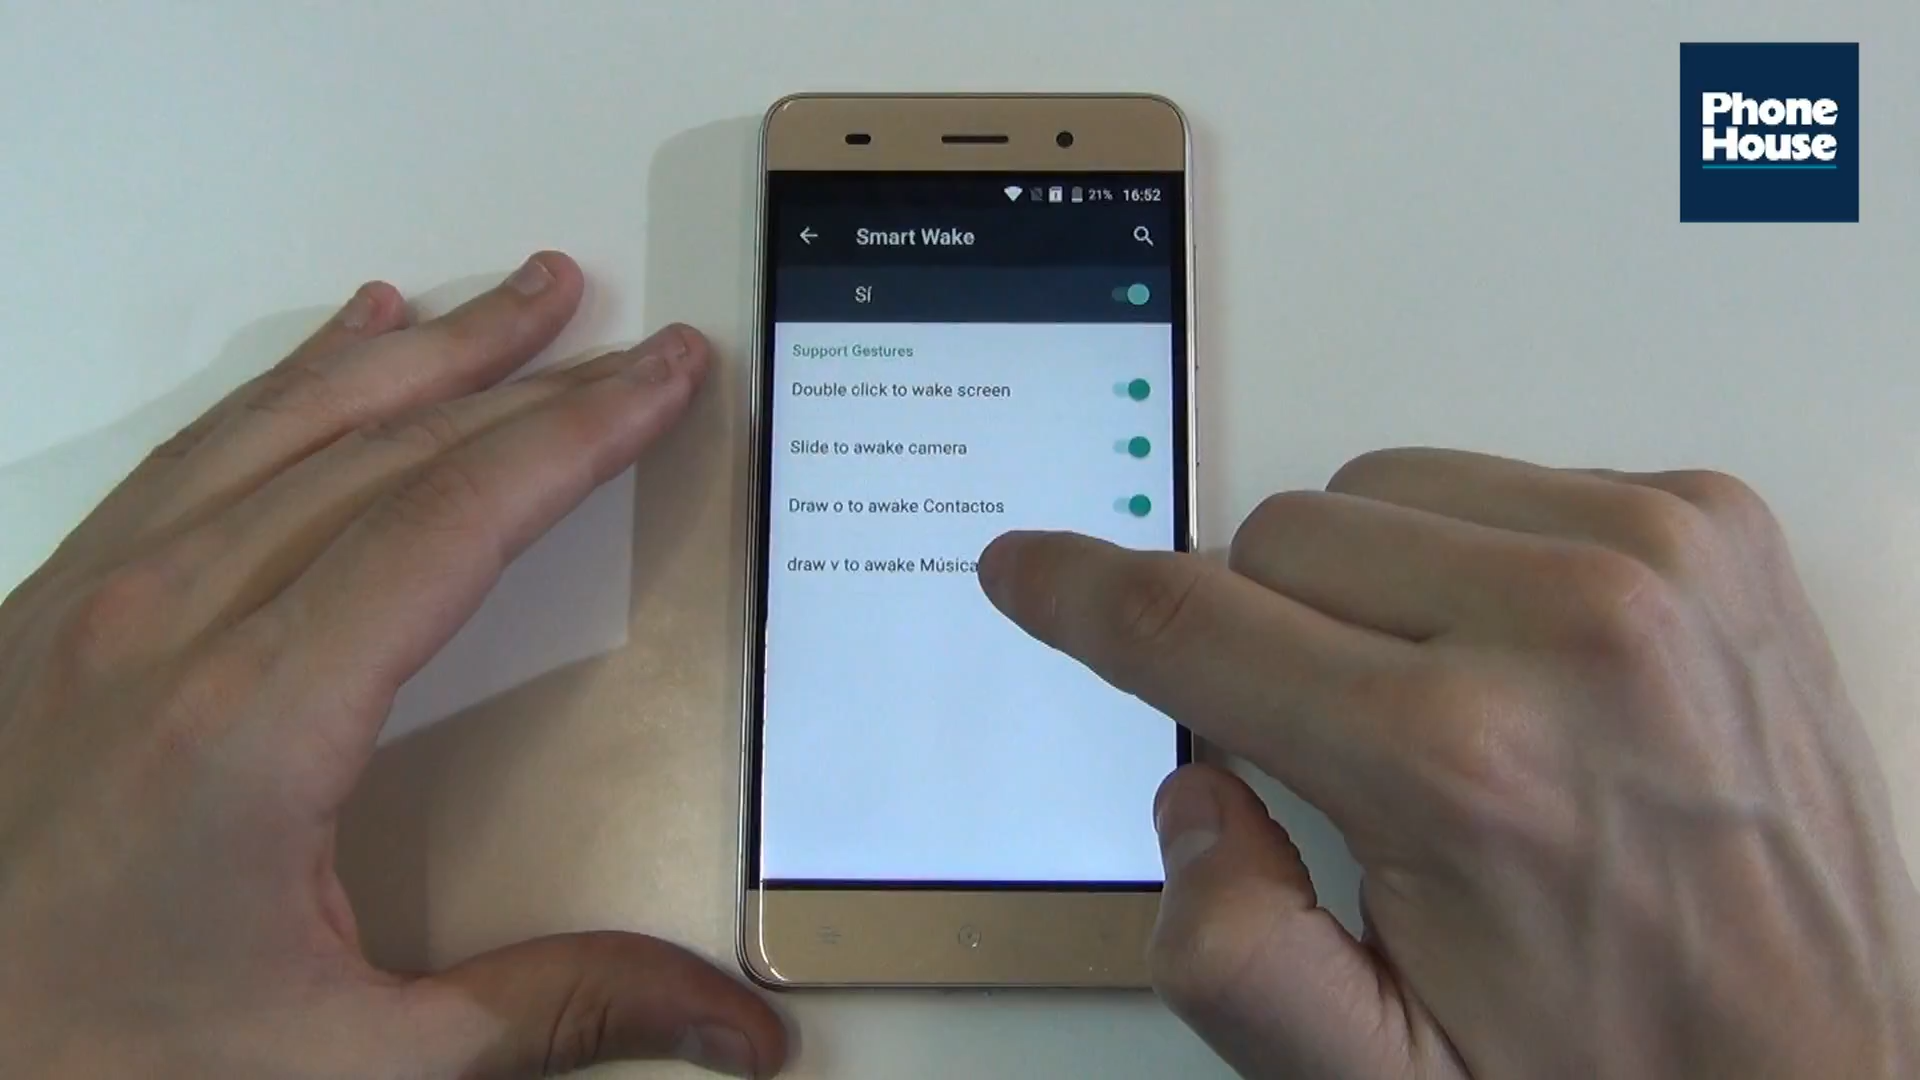 Phone
House
21% 16:52
Smart Wake
Sí
Support Gestures
Double click to wake screen
Slide to awake camera
Draw o to awake Contactos
draw v to awake Música